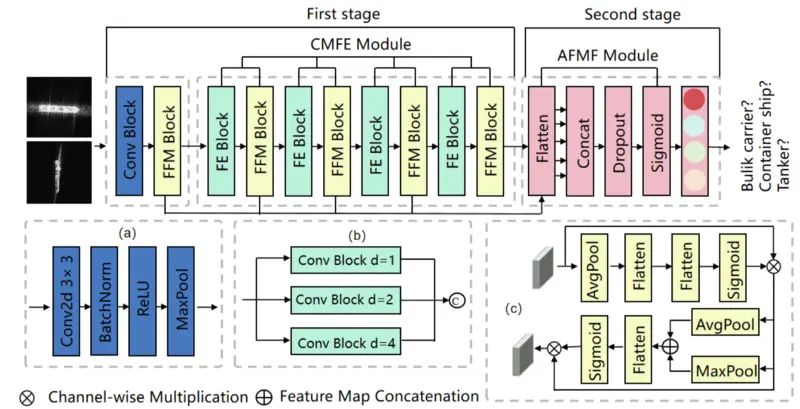 First stage
Second stage
CMFE Module
AFMF Module
Conv Block
FFM Block
FE Block
FFM Block
FE Block
FFM Block
FE Block
FFM Block
FE Block
FFM Block
Flatten
Concat
Dropout
Sigmoid
Bulik carrier?
Container ship?
Tanker?
(a)
Conv2d 3× 3
BatchNorm
ReLU
MaxPool
(b)
Conv Block d=1
Conv Block d=2
Conv Block d=4
C
(c)
AvgPool
Flatten
Flatten
Sigmoid
AvgPool
MaxPool
Flatten
Sigmoid
Channel-wise Multiplication
Feature Map Concatenation